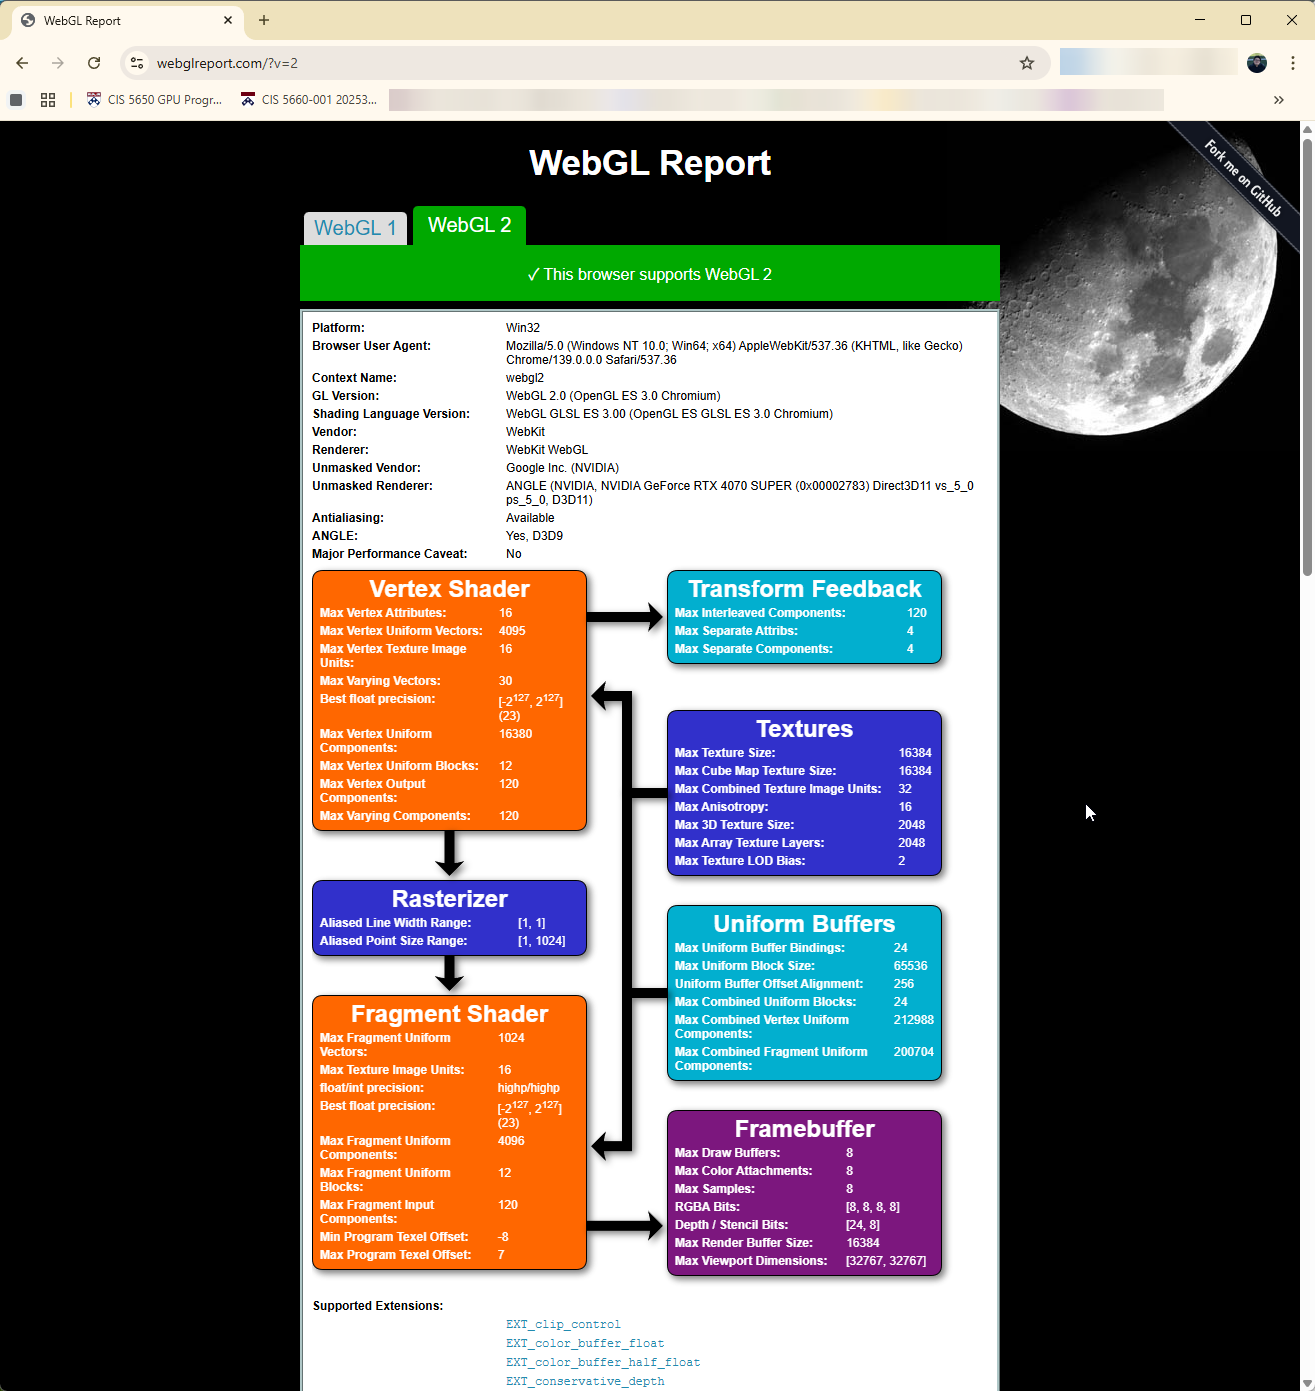 WebGL Report
webglreport.com/?v=2
CIS 5650 GPU Progr...
CIS 5660-001 20253...
Fork me on GitHub
WebGL Report
WebGL 1
WebGL 2
✓ This browser supports WebGL 2
Platform: Win32
Browser User Agent: Mozilla/5.0 (Windows NT 10.0; Win64; x64) AppleWebKit/537.36 (KHTML, like Gecko)
Chrome/139.0.0.0 Safari/537.36
Context Name: webgl2
GL Version: WebGL 2.0 (OpenGL ES 3.0 Chromium)
Shading Language Version: WebGL GLSL ES 3.00 (OpenGL ES GLSL ES 3.0 Chromium)
Vendor: WebKit
Renderer: WebKit WebGL
Unmasked Vendor: Google Inc. (NVIDIA)
Unmasked Renderer: ANGLE (NVIDIA, NVIDIA GeForce RTX 4070 SUPER (0x00002783) Direct3D11 vs_5_0
ps_5_0, D3D11)
Antialiasing: Available
ANGLE: Yes, D3D9
Major Performance Caveat: No
Vertex Shader
Max Vertex Attributes: 16
Max Vertex Uniform Vectors: 4095
Max Vertex Texture Image 16
Units:
Max Varying Vectors: 30
Best float precision: [-2^127, 2^127]
(23)
Max Vertex Uniform 16380
Components:
Max Vertex Uniform Blocks: 12
Max Vertex Output 120
Components:
Max Varying Components: 120
Transform Feedback
Max Interleaved Components: 120
Max Separate Attribs: 4
Max Separate Components: 4
Textures
Max Texture Size: 16384
Max Cube Map Texture Size: 16384
Max Combined Texture Image Units: 32
Max Anisotropy: 16
Max 3D Texture Size: 2048
Max Array Texture Layers: 2048
Max Texture LOD Bias: 2
Rasterizer
Aliased Line Width Range: [1, 1]
Aliased Point Size Range: [1, 1024]
Uniform Buffers
Max Uniform Buffer Bindings: 24
Max Uniform Block Size: 65536
Uniform Buffer Offset Alignment: 256
Max Combined Uniform Blocks: 24
Max Combined Vertex Uniform 212988
Components:
Max Combined Fragment Uniform 200704
Components:
Fragment Shader
Max Fragment Uniform 1024
Vectors:
Max Texture Image Units: 16
float/int precision: highp/highp
Best float precision: [-2^127, 2^127]
(23)
Max Fragment Uniform 4096
Components:
Max Fragment Uniform 12
Blocks:
Max Fragment Input 120
Components:
Min Program Texel Offset: -8
Max Program Texel Offset: 7
Framebuffer
Max Draw Buffers: 8
Max Color Attachments: 8
Max Samples: 8
RGBA Bits: [8, 8, 8, 8]
Depth / Stencil Bits: [24, 8]
Max Render Buffer Size: 16384
Max Viewport Dimensions: [32767, 32767]
Supported Extensions:
EXT_clip_control
EXT_color_buffer_float
EXT_color_buffer_half_float
EXT_conservative_depth